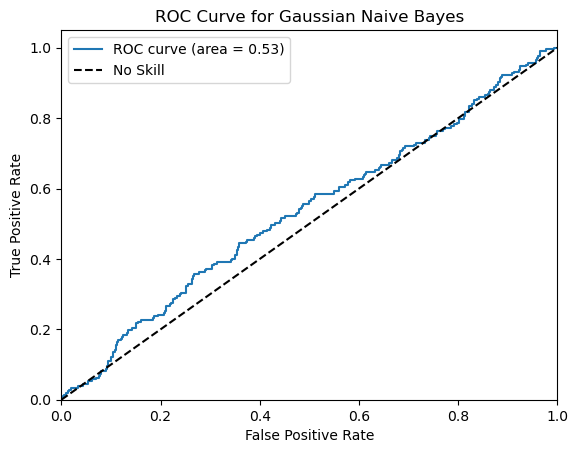 ROC Curve for Gaussian Naive Bayes
ROC curve (area = 0.53)
No Skill
True Positive Rate
1.0
0.8
0.6
0.4
0.2
0.0
0.0 0.2 0.4 0.6 0.8 1.0
False Positive Rate